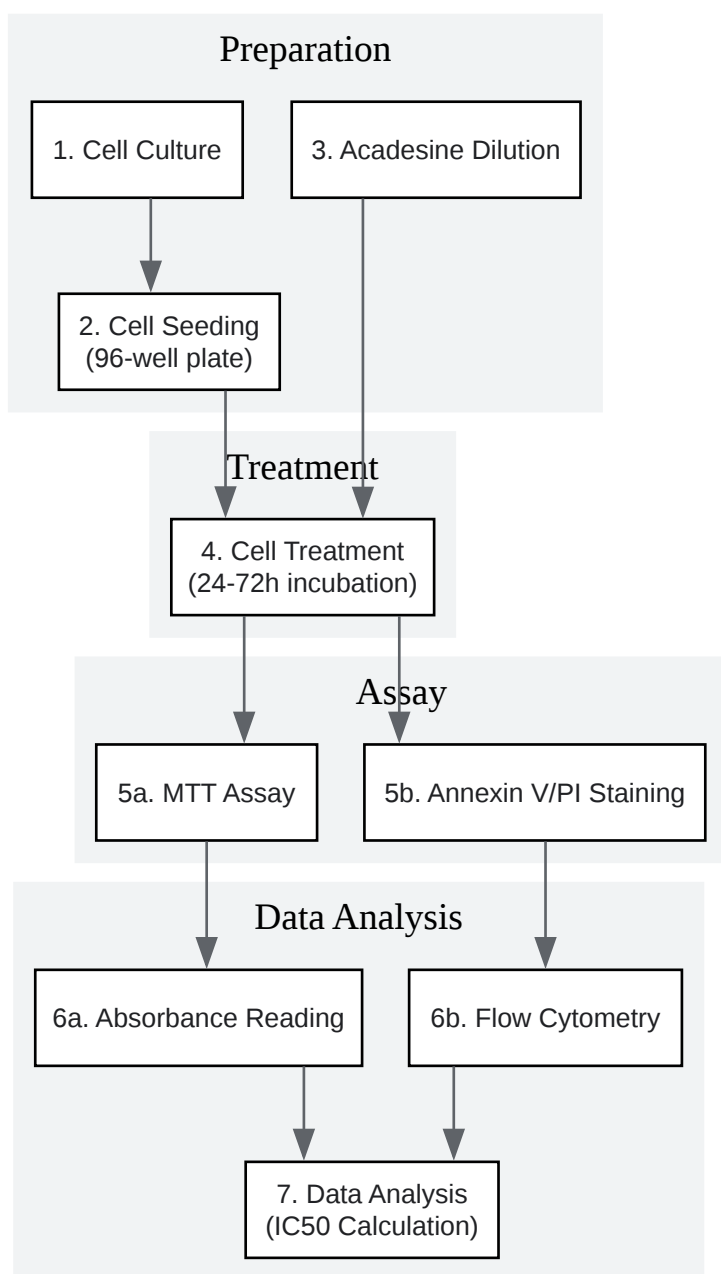 Preparation
1. Cell Culture
3. Acadesine Dilution
2. Cell Seeding
(96-well plate)
Treatment
4. Cell Treatment
(24-72h incubation)
Assay
5a. MTT Assay
5b. Annexin V/PI Staining
Data Analysis
6a. Absorbance Reading
6b. Flow Cytometry
7. Data Analysis
(IC50 Calculation)